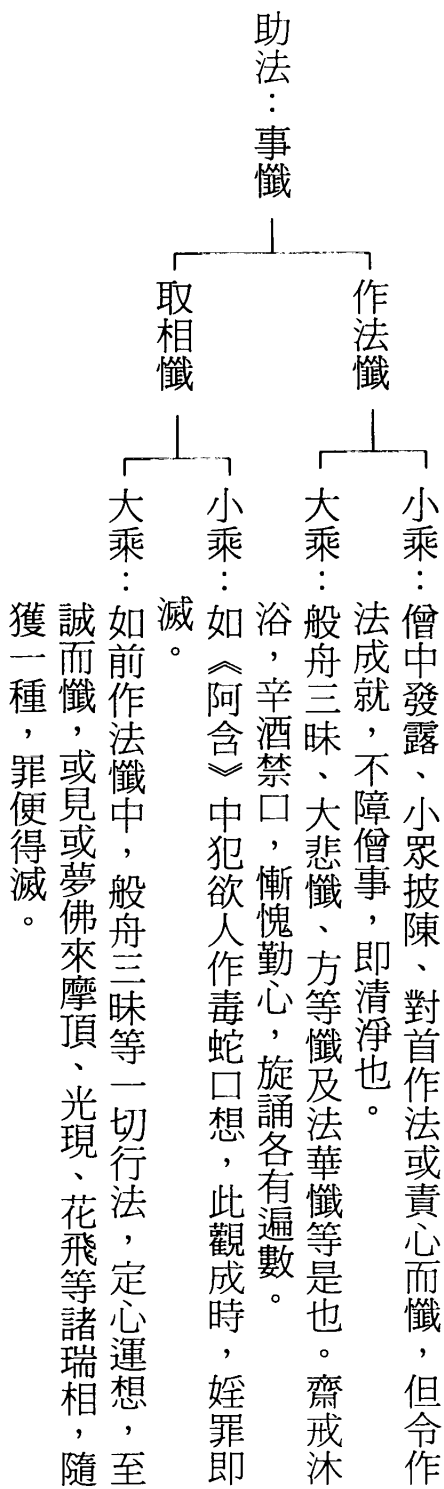 助法：事懺
作法懺
小乘：僧中發露、小眾披陳、對首作法或責心而懺，但令作
法成就，不障僧事，即清淨也。
大乘：般舟三昧、大悲懺、方等懺及法華懺等是也。齋戒沐
浴，辛酒禁口，慚愧勤心，旋誦各有遍數。
取相懺
小乘：如《阿含》中犯欲人作毒蛇口想，此觀成時，婬罪即
滅。
大乘：如前作法懺中，般舟三昧等一切行法，定心運想，至
誠而懺，或見或夢佛來摩頂、光現、花飛等諸瑞相，隨
獲一種，罪便得滅。